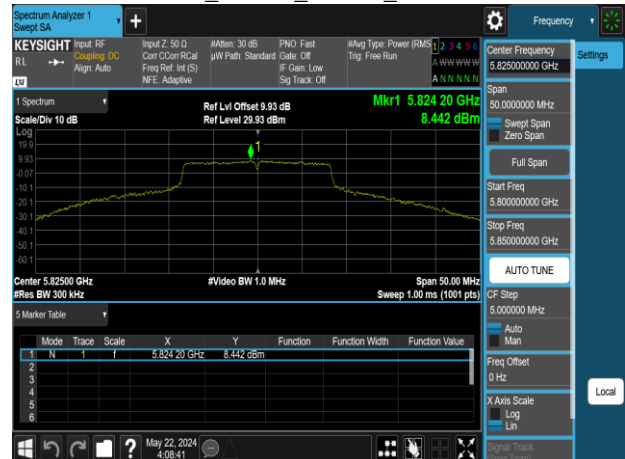 Spectrum Analyzer 1
Swept SA
Frequency
KEYSIGHT
RL
LXI
Input: RF
Coupling: DC
Align: Auto
Input Z: 50 Ω
Corr CCorr RCal
Freq Ref: Int (S)
NFE: Adaptive
#Atten: 30 dB
µW Path: Standard
PNO: Fast
Gate: Off
IF Gain: Low
Sig Track: Off
#Avg Type: Power (RMS
Trig: Free Run
1 2 3 4 5 6
A W W W W W
A N N N N N
Center Frequency
5.825000000 GHz
Settings
Span
50.0000000 MHz
Swept Span
Zero Span
Full Span
Start Freq
5.800000000 GHz
Stop Freq
5.850000000 GHz
AUTO TUNE
CF Step
5.000000 MHz
Auto
Man
Freq Offset
0 Hz
X Axis Scale
Log
Lin
Signal Track
(Span Zoom)
Local
1 Spectrum
Scale/Div 10 dB
Log
Ref Lvl Offset 9.93 dB
Ref Level 29.93 dBm
Mkr1 5.824 20 GHz
8.442 dBm
19.9
9.93
-0.07
-10.1
-20.1
-30.1
-40.1
-50.1
-60.1
1
Center 5.82500 GHz
#Res BW 300 kHz
#Video BW 1.0 MHz
Span 50.00 MHz
Sweep 1.00 ms (1001 pts)
5 Marker Table
Mode Trace Scale X Y Function Function Width Function Value
1 N 1 f 5.824 20 GHz 8.442 dBm
2
3
4
5
6
?
May 22, 2024
4:08:41